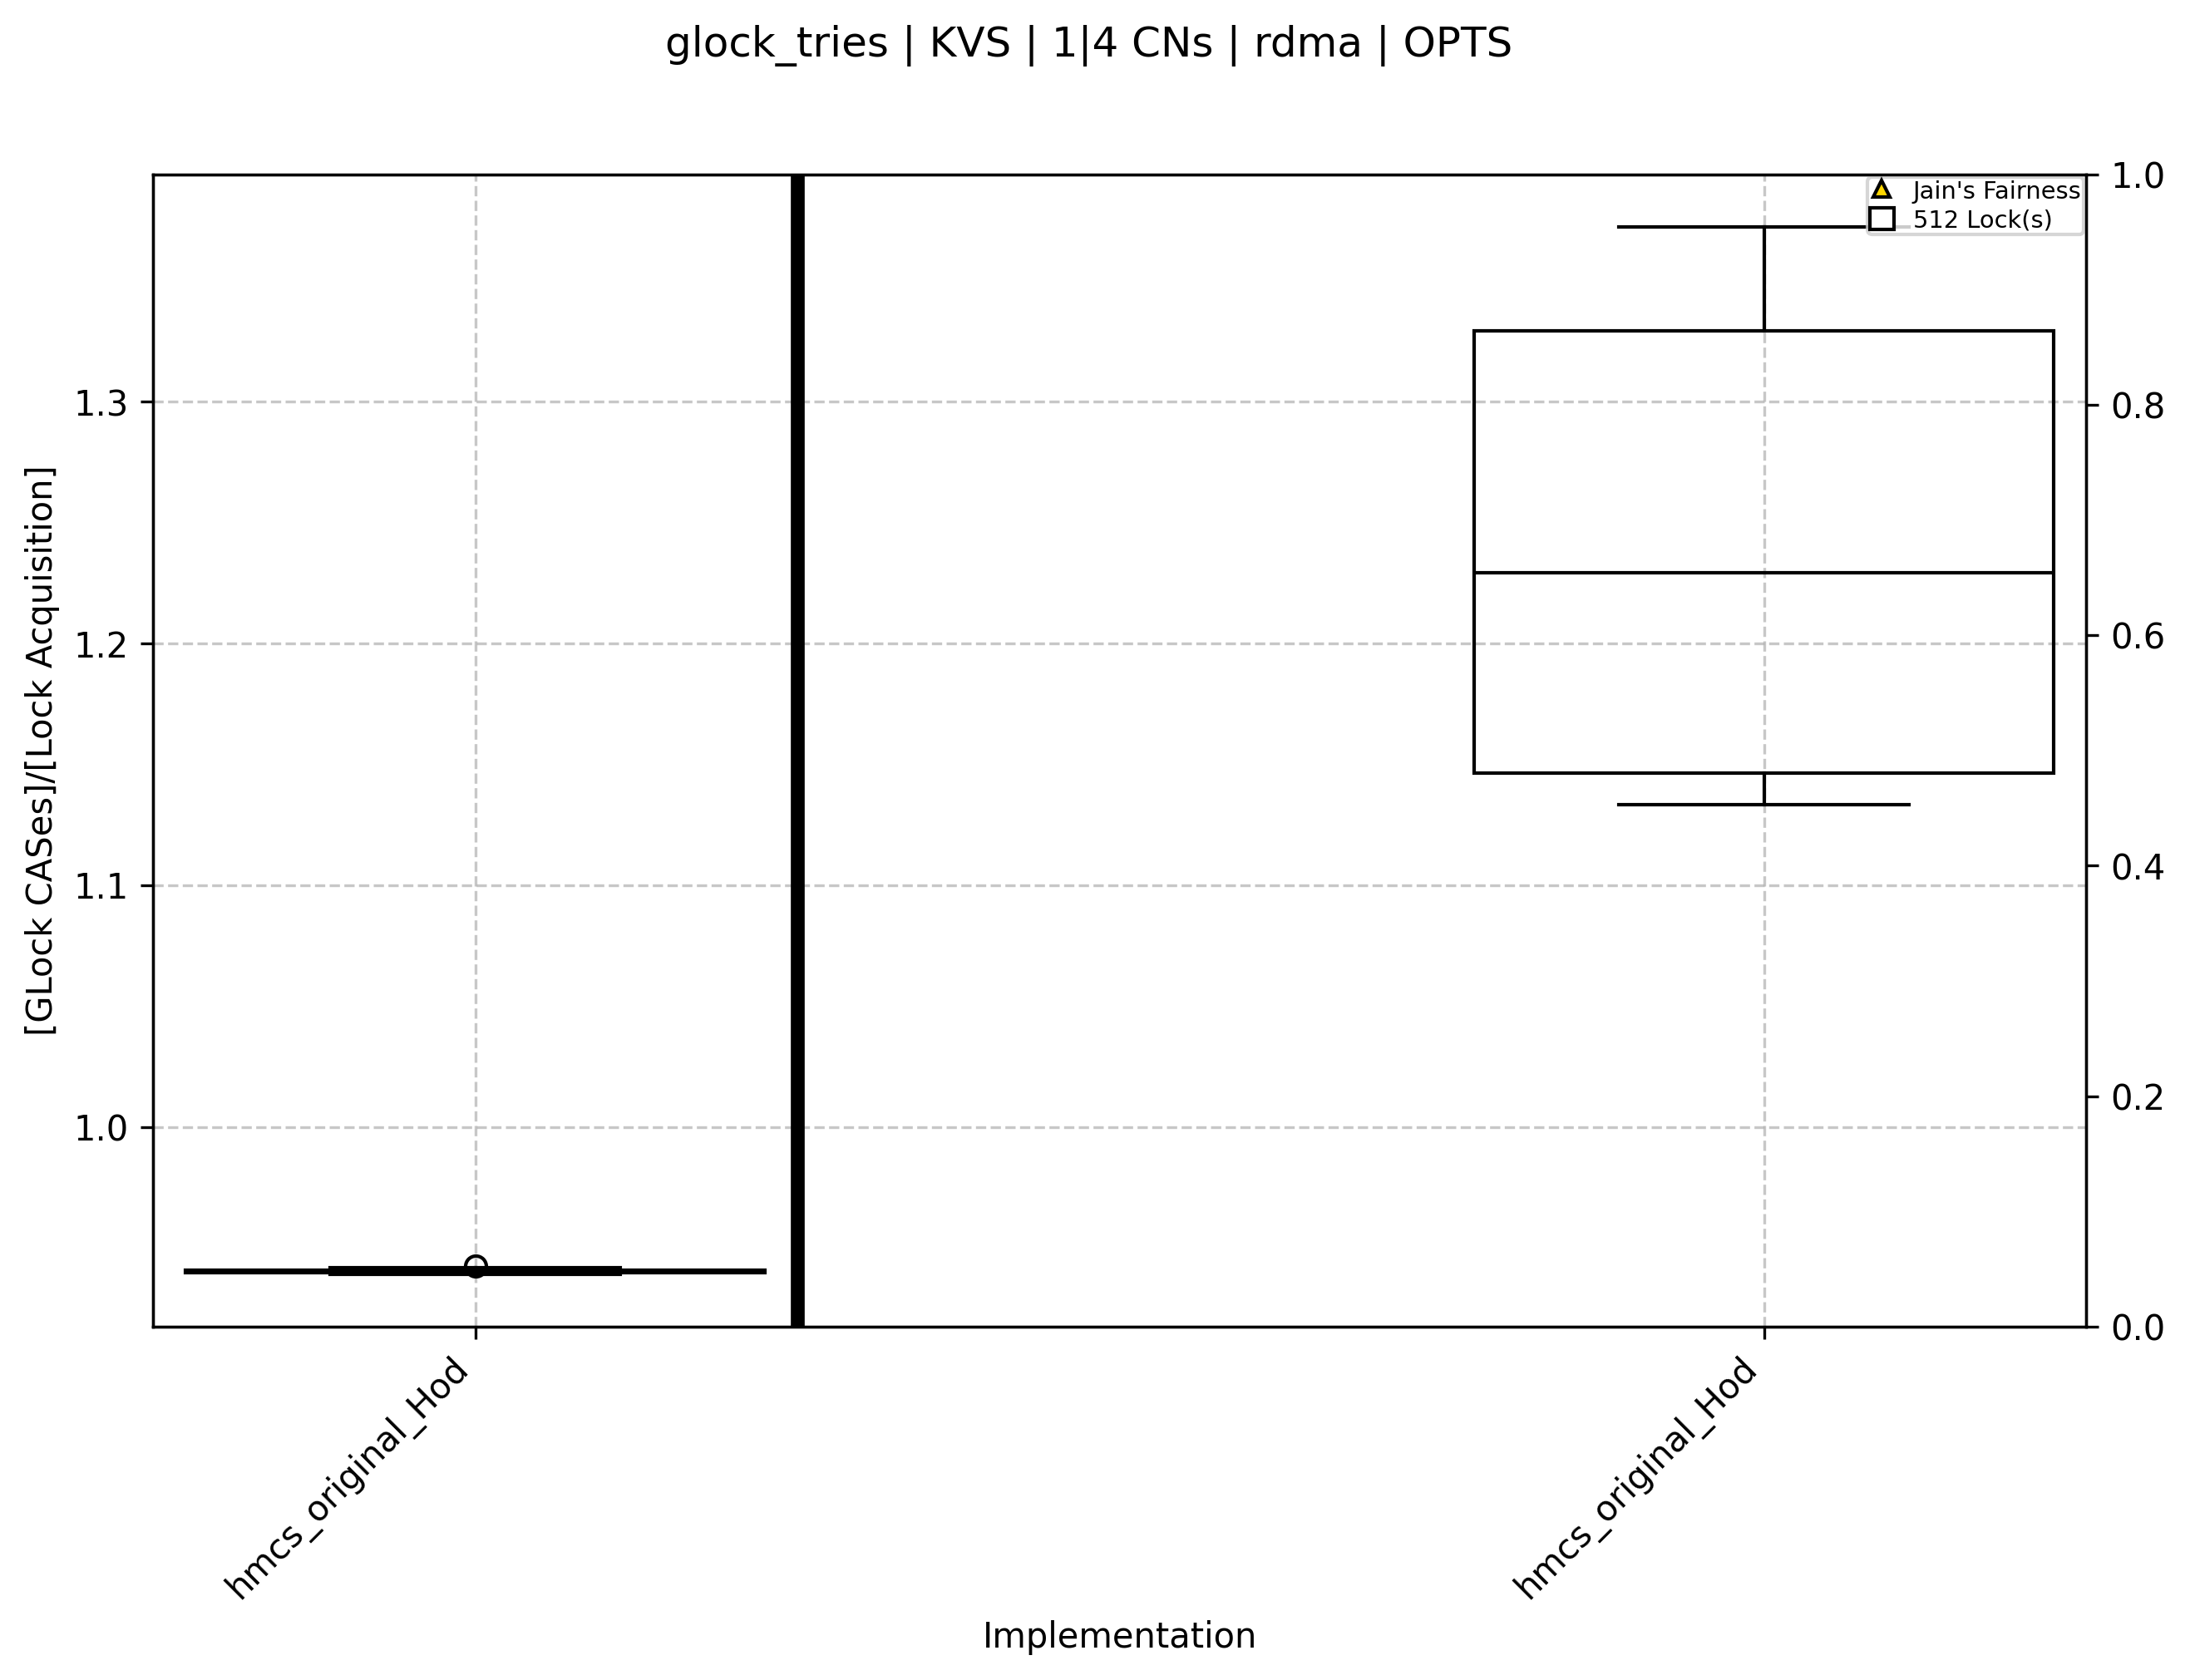 glock_tries | KVS | 1|4 CNs | rdma | OPTS
Jain's Fairness
512 Lock(s)
[GLock CASes]/[Lock Acquisition]
1.3
1.2
1.1
1.0
1.0
0.8
0.6
0.4
0.2
0.0
hmcs_original_Hod
hmcs_original_Hod
Implementation